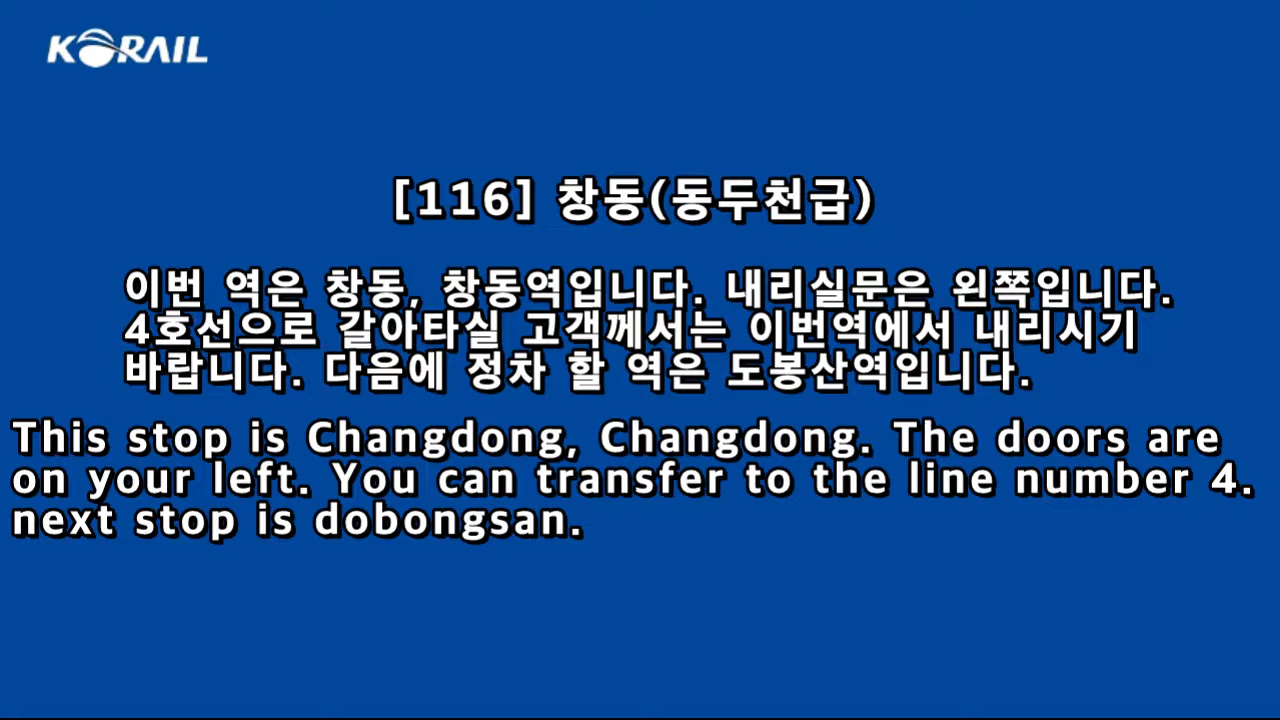 KORAIL
[116] 창동(동두천급)
이번 역은 창동, 창동역입니다. 내리실문은 왼쪽입니다.
4호선으로 갈아타실 고객께서는 이번역에서 내리시기
바랍니다. 다음에 정차 할 역은 도봉산역입니다.
This stop is Changdong, Changdong. The doors are
on your left. You can transfer to the line number 4.
next stop is dobongsan.